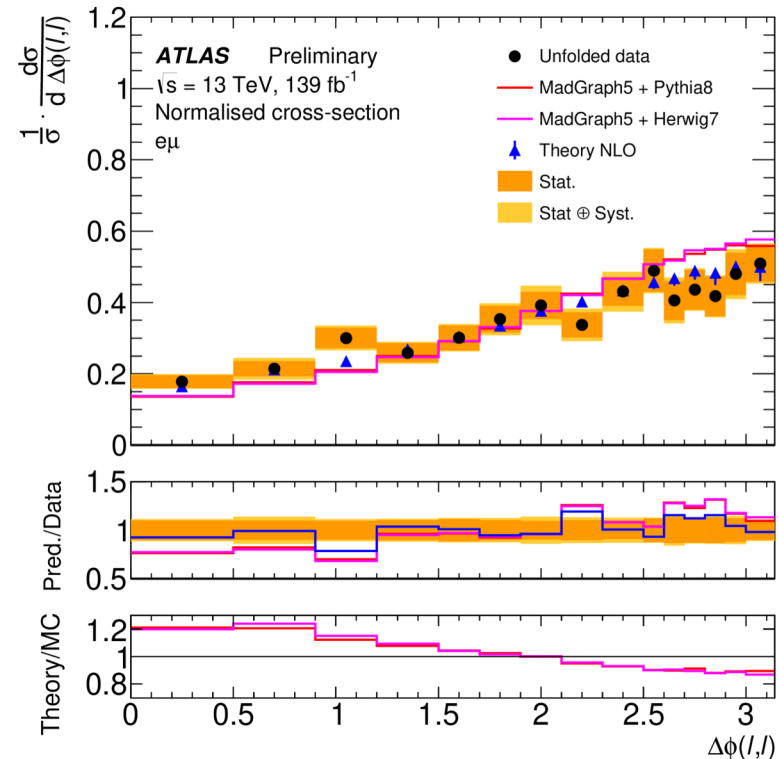 ATLAS Preliminary
√s = 13 TeV, 139 fb⁻¹
Normalised cross-section
eμ
Unfolded data
MadGraph5 + Pythia8
MadGraph5 + Herwig7
Theory NLO
Stat.
Stat ⊕ Syst.
1/σ · dσ/d Δϕ(l,l)
1.2
1
0.8
0.6
0.4
0.2
0
Pred./Data
1.5
1
0.5
Theory/MC
1.2
1
0.8
0 0.5 1 1.5 2 2.5 3
Δϕ(l,l)